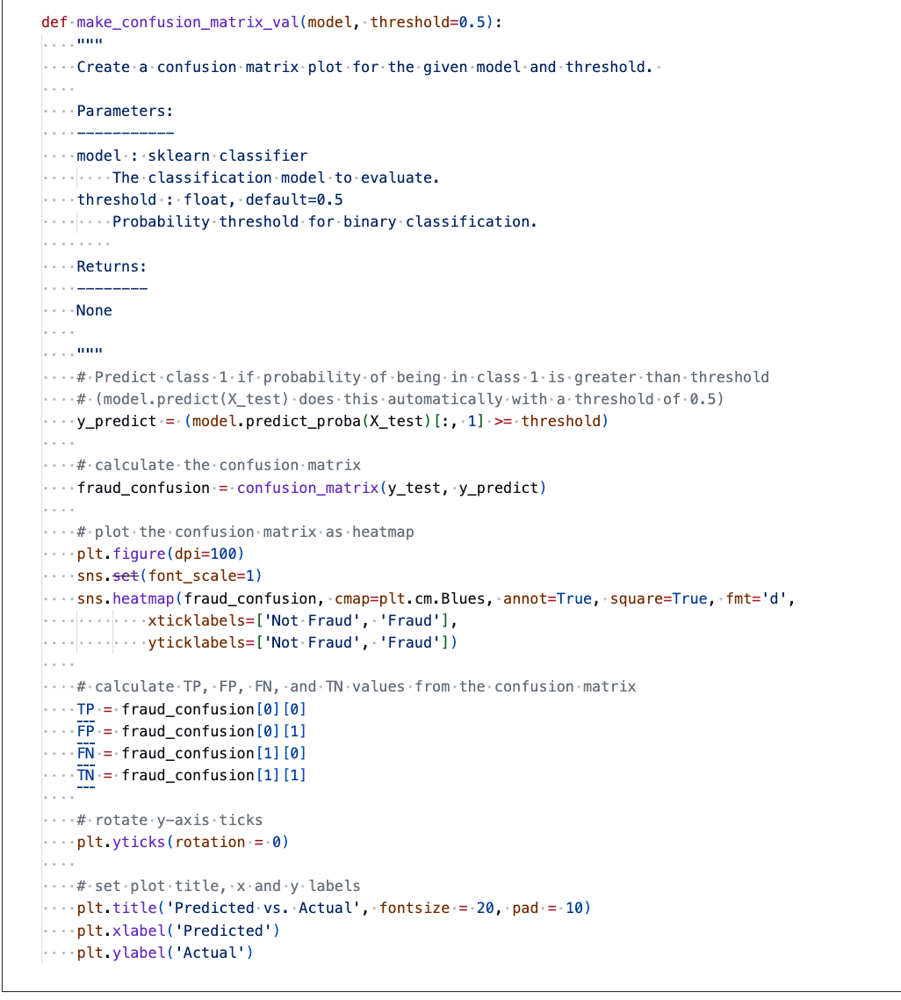 def make_confusion_matrix_val(model, threshold=0.5):
    """
    Create a confusion matrix plot for the given model and threshold. 
    
    Parameters:
    -----------
    model : sklearn classifier
        The classification model to evaluate.
    threshold : float, default=0.5
        Probability threshold for binary classification.
        
    Returns:
    --------
    None
    
    """
    # Predict class 1 if probability of being in class 1 is greater than threshold
    # (model.predict(X_test) does this automatically with a threshold of 0.5)
    y_predict = (model.predict_proba(X_test)[:, 1] >= threshold)
    
    # calculate the confusion matrix
    fraud_confusion = confusion_matrix(y_test, y_predict)
    
    # plot the confusion matrix as heatmap
    plt.figure(dpi=100)
    sns.set(font_scale=1)
    sns.heatmap(fraud_confusion, cmap=plt.cm.Blues, annot=True, square=True, fmt='d',
            xticklabels=['Not Fraud', 'Fraud'],
            yticklabels=['Not Fraud', 'Fraud'])
    
    # calculate TP, FP, FN, and TN values from the confusion matrix
    TP = fraud_confusion[0][0]
    FP = fraud_confusion[0][1]
    FN = fraud_confusion[1][0]
    TN = fraud_confusion[1][1]
    
    # rotate y-axis ticks
    plt.yticks(rotation = 0)
    
    # set plot title, x and y labels
    plt.title('Predicted vs. Actual', fontsize = 20, pad = 10)
    plt.xlabel('Predicted')
    plt.ylabel('Actual')